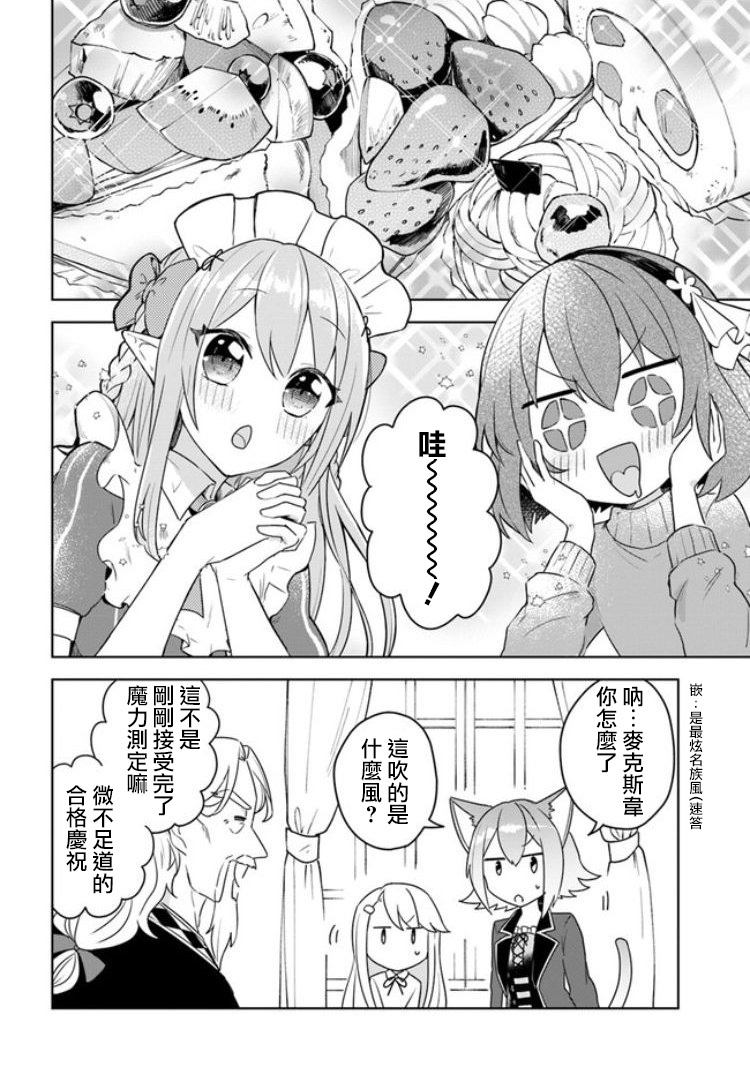 哇~~~~~~~!
吶…麥克斯韋
你怎麼了
這吹的是
什麼風?
這不是
剛剛接受完了
魔力測定嘛
微不足道的
合格慶祝
嵌:是最炫名族風(連答